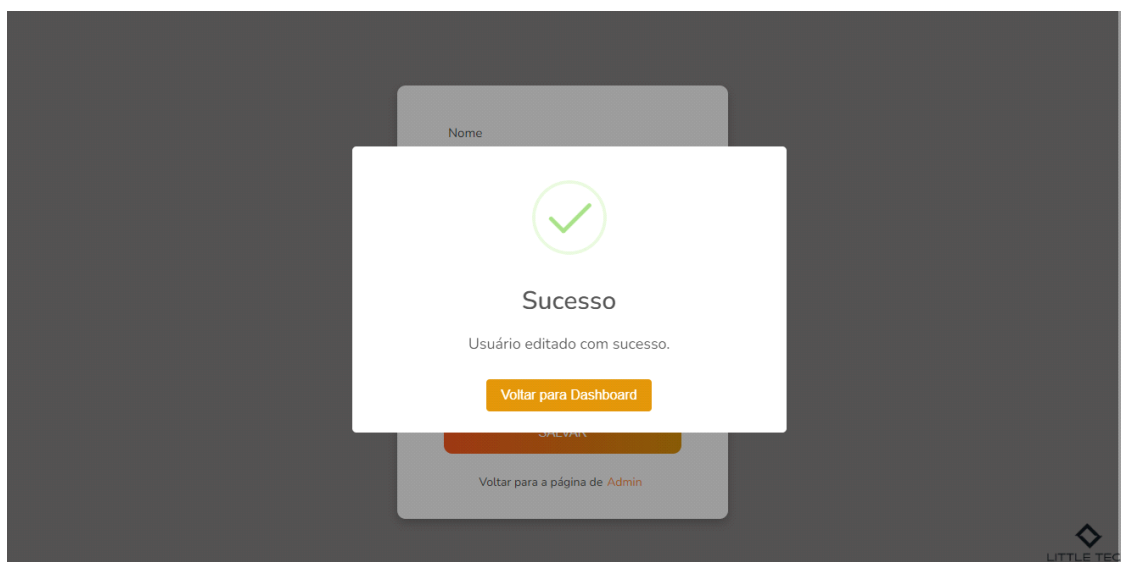 Nome
Sucesso
Usuário editado com sucesso.
Voltar para Dashboard
SALVAR
Voltar para a página de Admin
LITTLE TEC